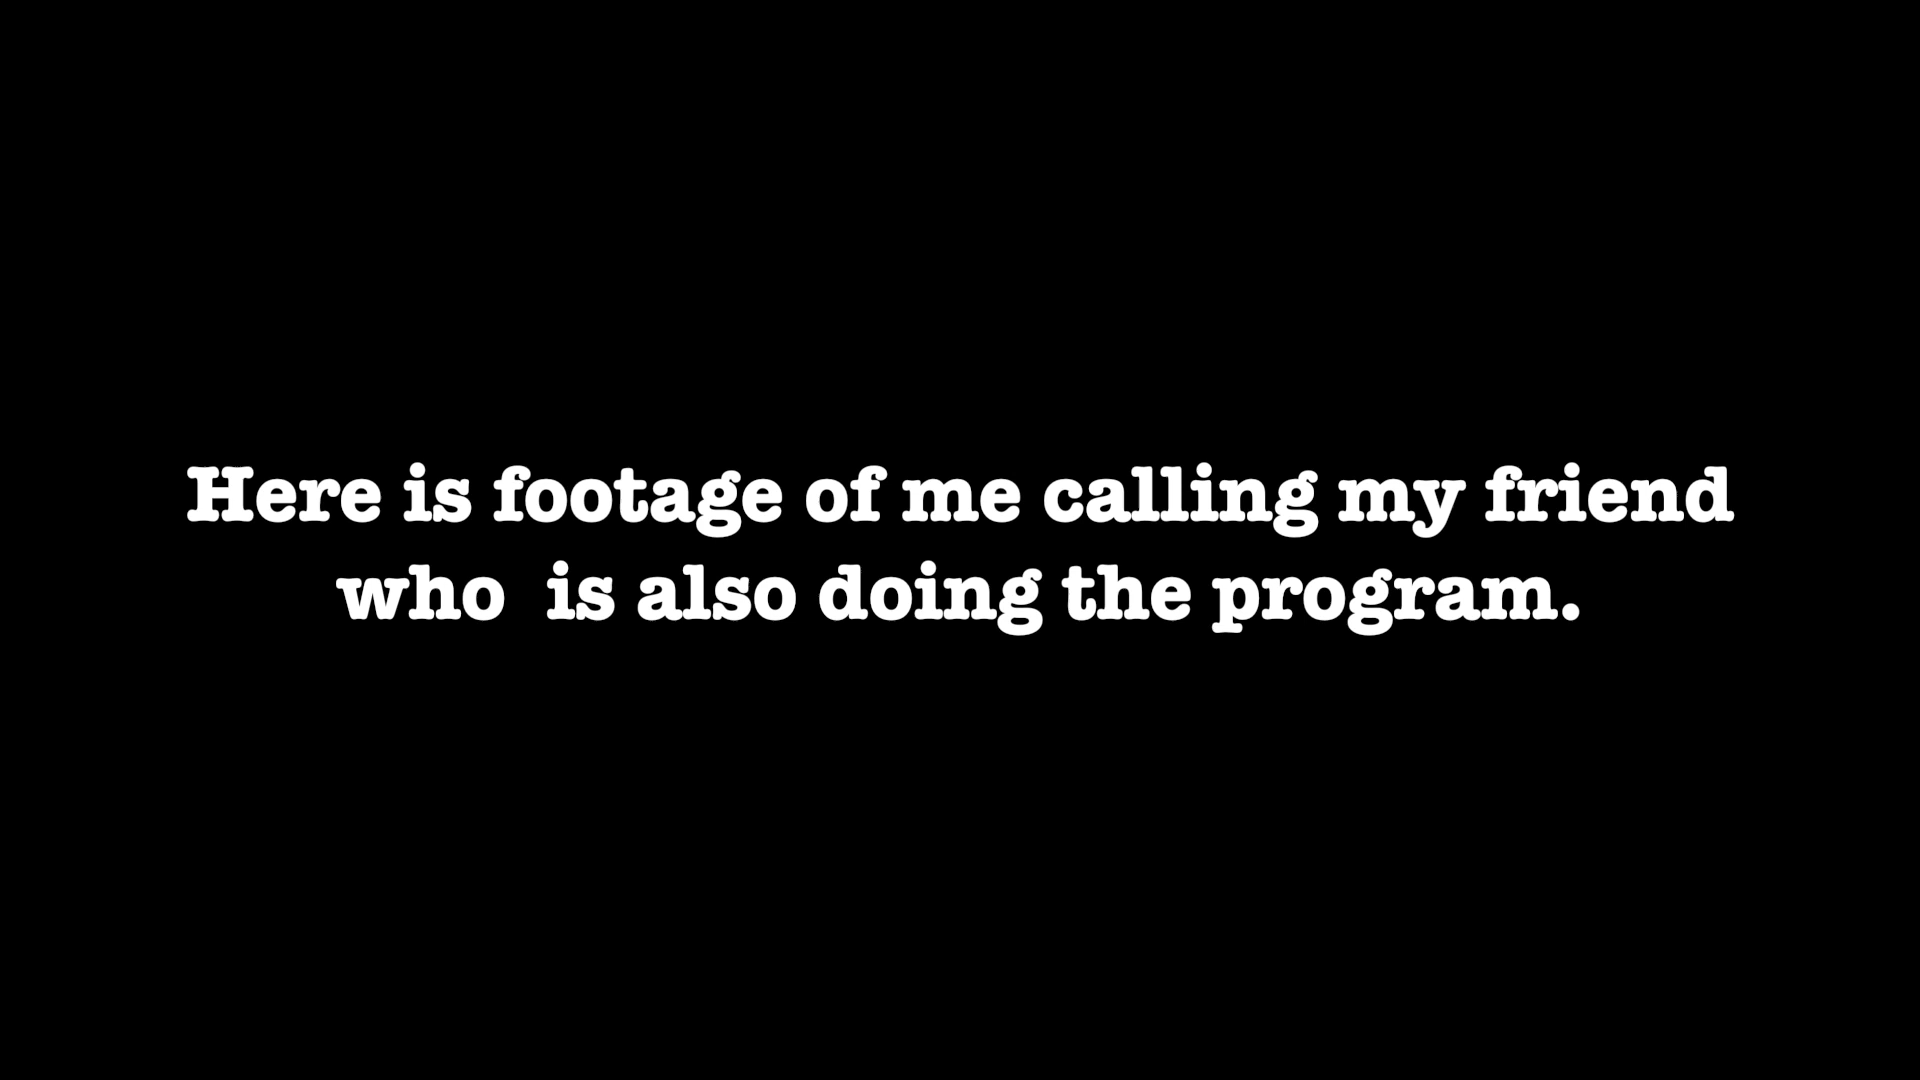 Here is footage of me calling my friend
who  is also doing the program.